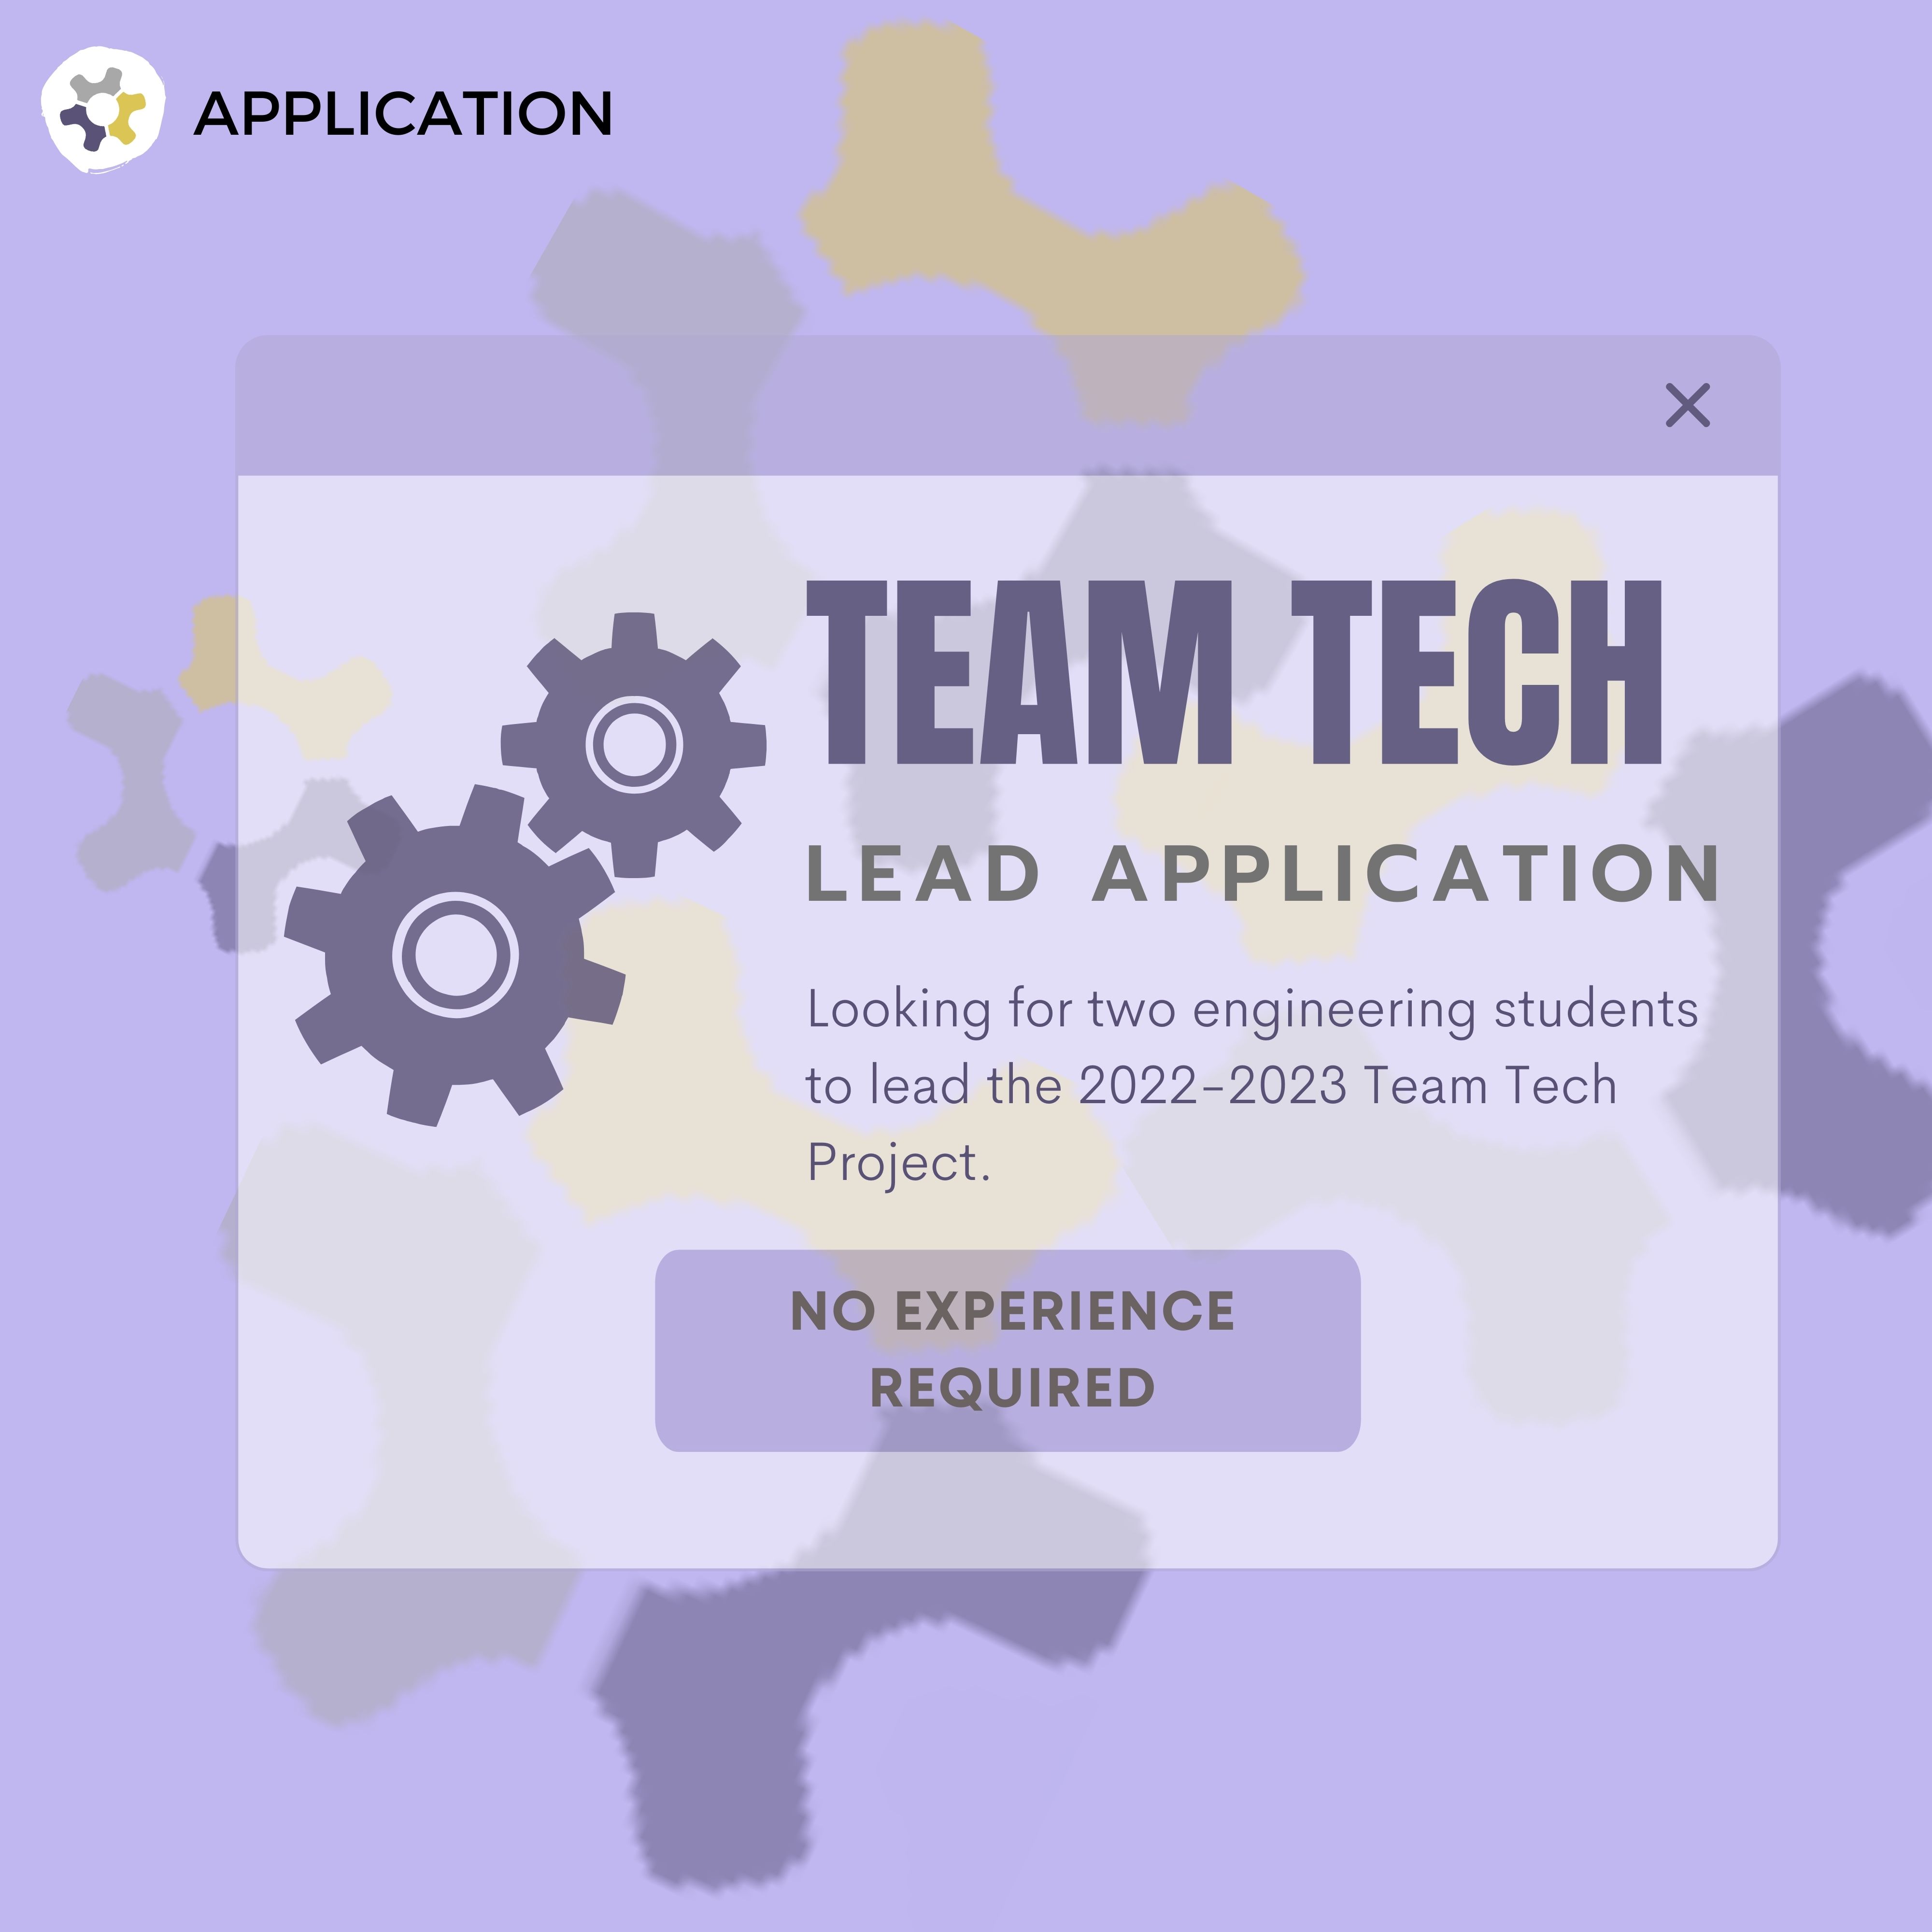 APPLICATION
TEAM TECH
LEAD APPLICATION
Looking for two engineering students
to lead the 2022-2023 Team Tech
Project.
NO EXPERIENCE
REQUIRED